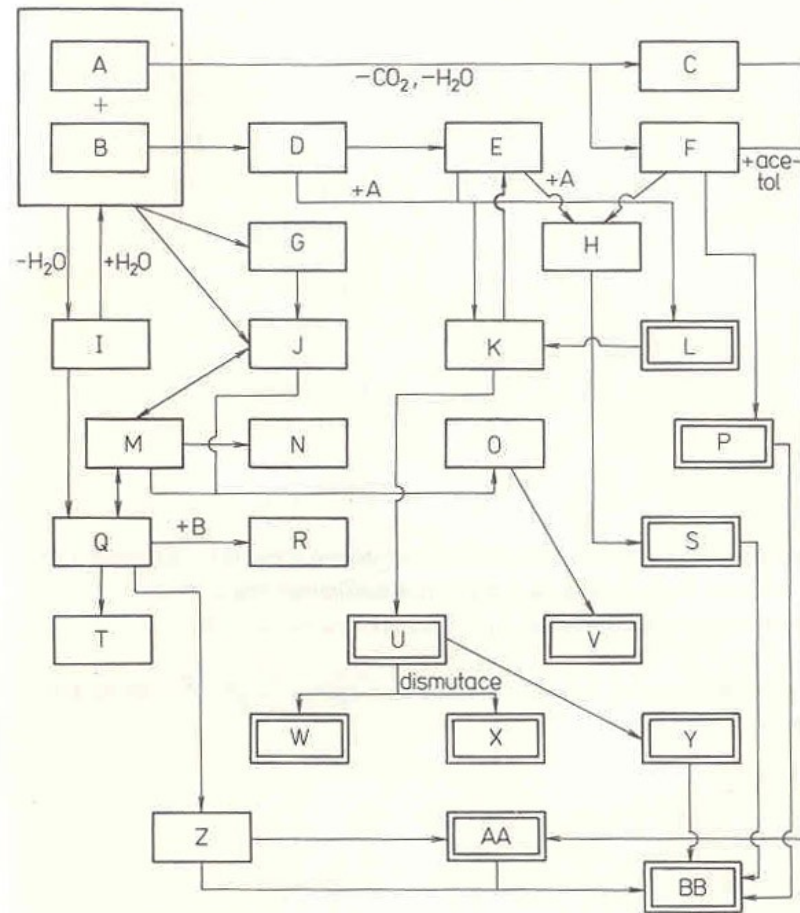 A
C
−CO₂, −H₂O
+
B
D
E
F
+A
+A
+ace-
tol
G
H
−H₂O
+H₂O
I
J
K
L
M
N
O
P
Q
+B
R
S
T
U
V
dismutace
W
X
Y
Z
AA
BB